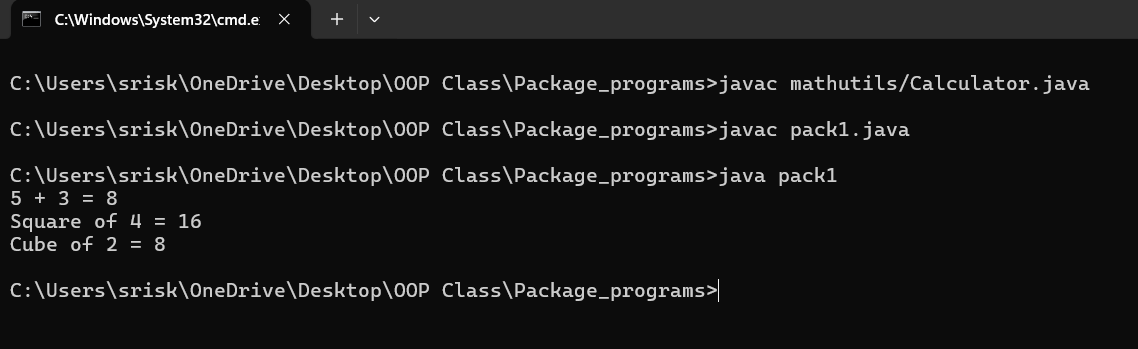 C:\Windows\System32\cmd.e
C:\Users\srisk\OneDrive\Desktop\OOP Class\Package_programs>javac mathutils/Calculator.java
C:\Users\srisk\OneDrive\Desktop\OOP Class\Package_programs>javac pack1.java
C:\Users\srisk\OneDrive\Desktop\OOP Class\Package_programs>java pack1
5 + 3 = 8
Square of 4 = 16
Cube of 2 = 8
C:\Users\srisk\OneDrive\Desktop\OOP Class\Package_programs>